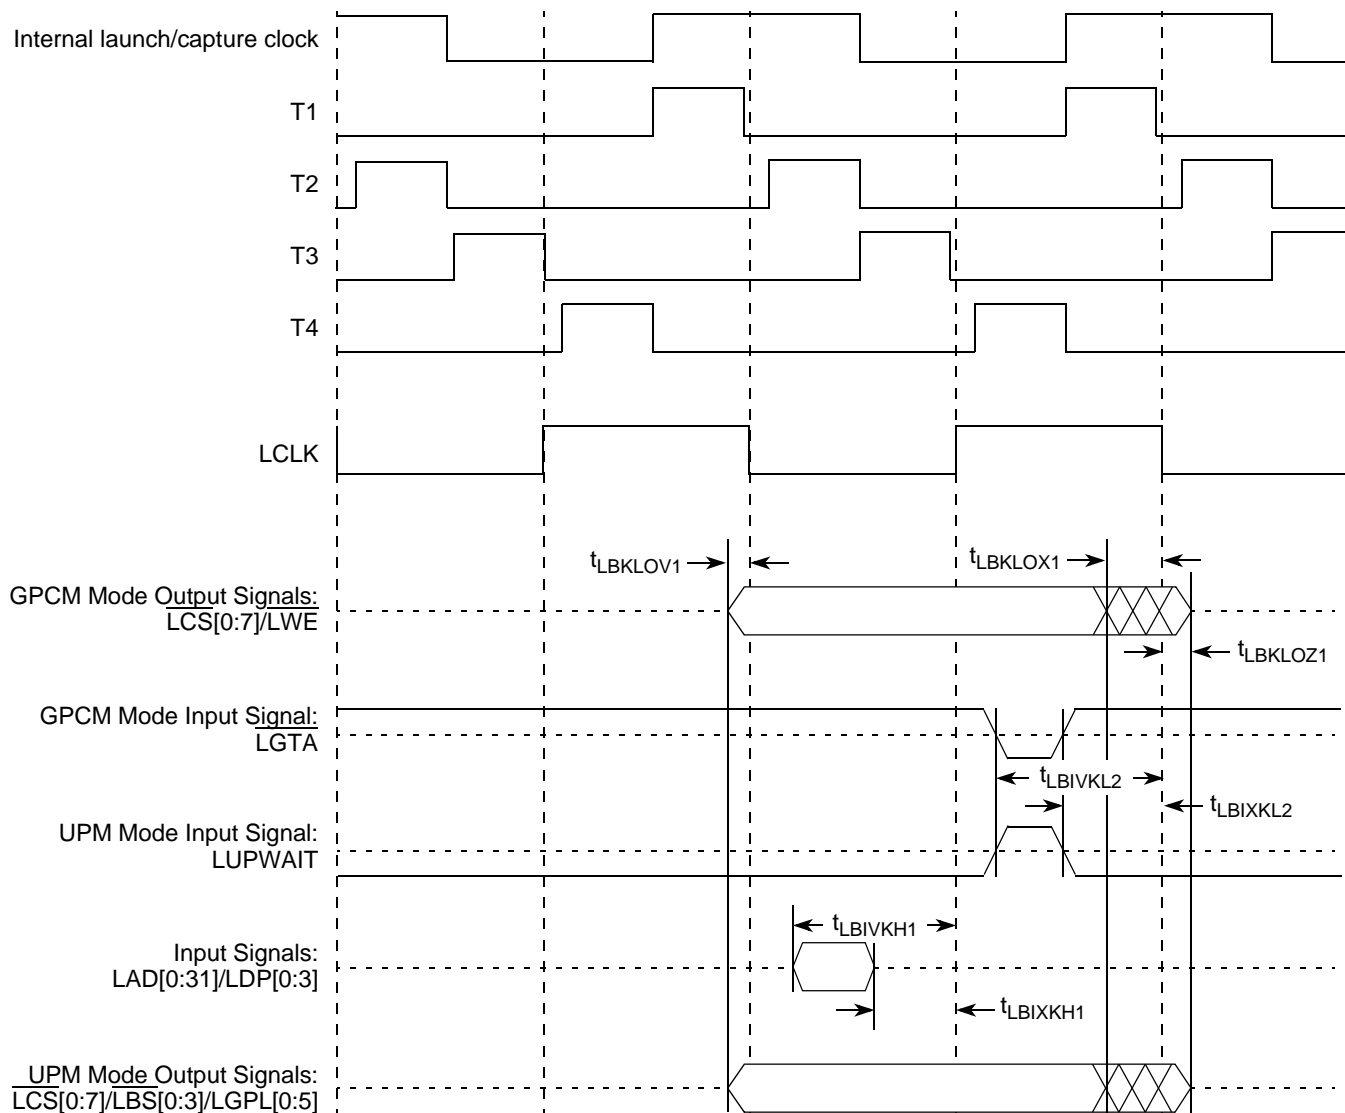 Internal launch/capture clock
T1
T2
T3
T4
LCLK
tLBKLOV1
tLBKLOX1
GPCM Mode Output Signals:
LCS[0:7]/LWE
tLBKLOZ1
GPCM Mode Input Signal:
LGTA
tLBIVKL2
tLBIXKL2
UPM Mode Input Signal:
LUPWAIT
tLBIVKH1
Input Signals:
LAD[0:31]/LDP[0:3]
tLBIXKH1
UPM Mode Output Signals:
LCS[0:7]/LBS[0:3]/LGPL[0:5]